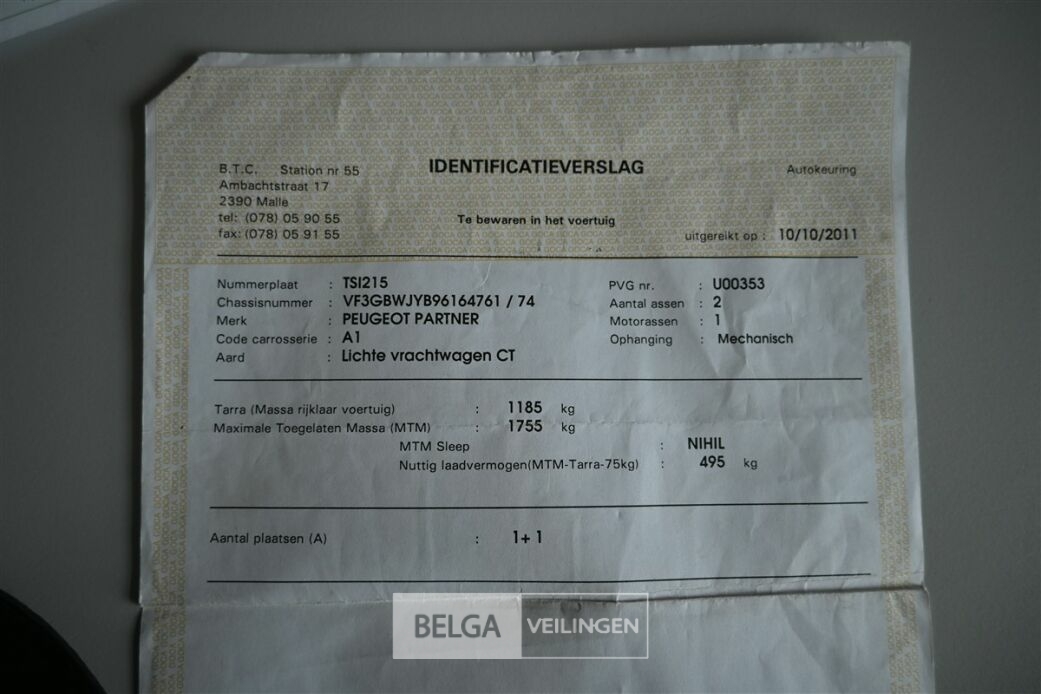 B.T.C. Station nr 55 IDENTIFICATIEVERSLAG Autokeuring
Ambachtstraat 17
2390 Malle
tel: (078) 05 90 55 Te bewaren in het voertuig
fax: (078) 05 91 55 uitgereikt op : 10/10/2011
Nummerplaat : TSI215 PVG nr. : U00353
Chassisnummer : VF3GBWJYB96164761 / 74 Aantal assen : 2
Merk : PEUGEOT PARTNER Motorassen : 1
Code carrosserie : A1 Ophanging : Mechanisch
Aard : Lichte vrachtwagen CT
Tarra (Massa rijklaar voertuig) : 1185 kg
Maximale Toegelaten Massa (MTM) : 1755 kg
MTM Sleep : NIHIL
Nuttig laadvermogen(MTM-Tarra-75kg) : 495 kg
Aantal plaatsen (A) : 1+ 1
BELGA VEILINGEN